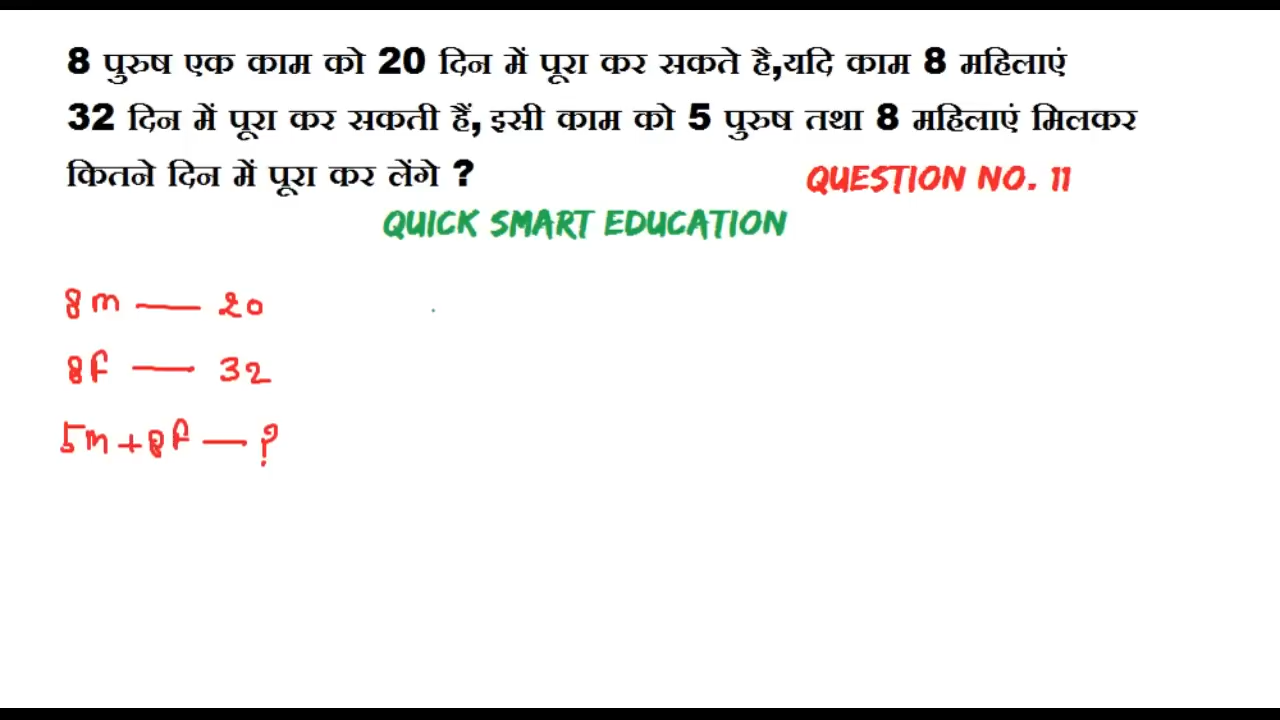 8 पुरुष एक काम को 20 दिन में पूरा कर सकते है,यदि काम 8 महिलाएं
32 दिन में पूरा कर सकती हैं, इसी काम को 5 पुरुष तथा 8 महिलाएं मिलकर
कितने दिन में पूरा कर लेंगे ?
QUESTION NO. 11
QUICK SMART EDUCATION
8m — 20
8f — 32
5m+8f — ?